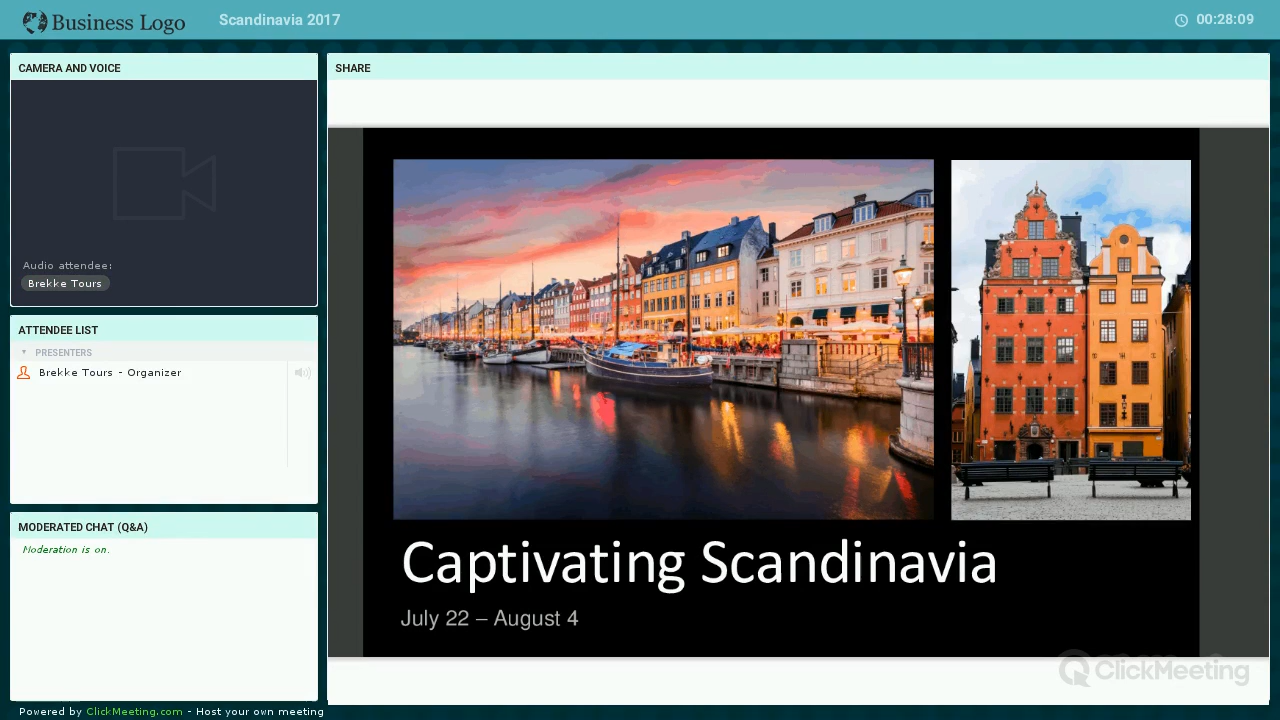 Business Logo
Scandinavia 2017
00:28:09
CAMERA AND VOICE
Audio attendee:
Brekke Tours
ATTENDEE LIST
PRESENTERS
Brekke Tours - Organizer
MODERATED CHAT (Q&A)
Moderation is on.
Powered by ClickMeeting.com - Host your own meeting
SHARE
Captivating Scandinavia
July 22 – August 4
ClickMeeting